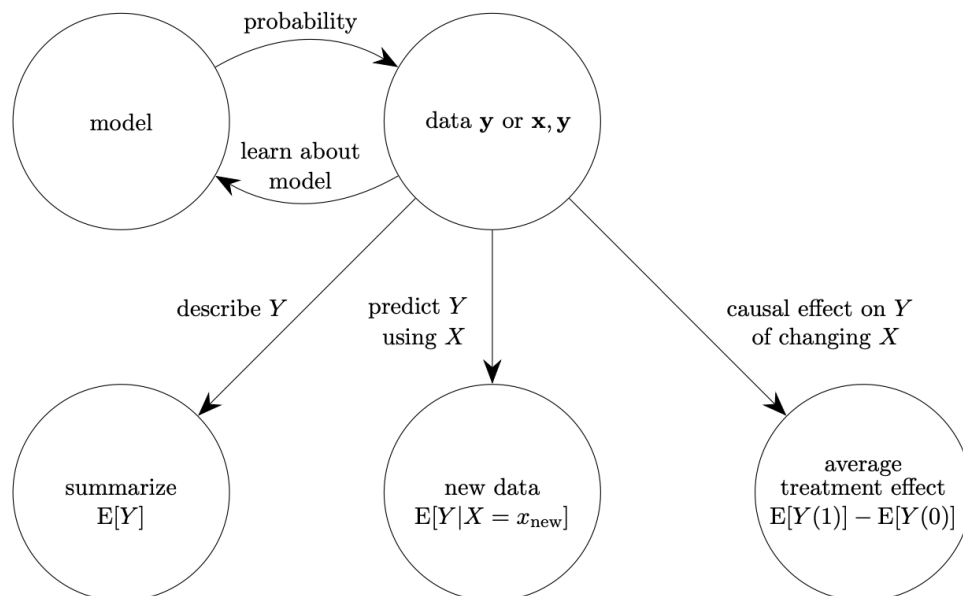 probability
model
data y or x, y
learn about
model
describe Y
predict Y
using X
causal effect on Y
of changing X
summarize
E[Y]
new data
E[Y|X = x_new]
average
treatment effect
E[Y(1)] − E[Y(0)]